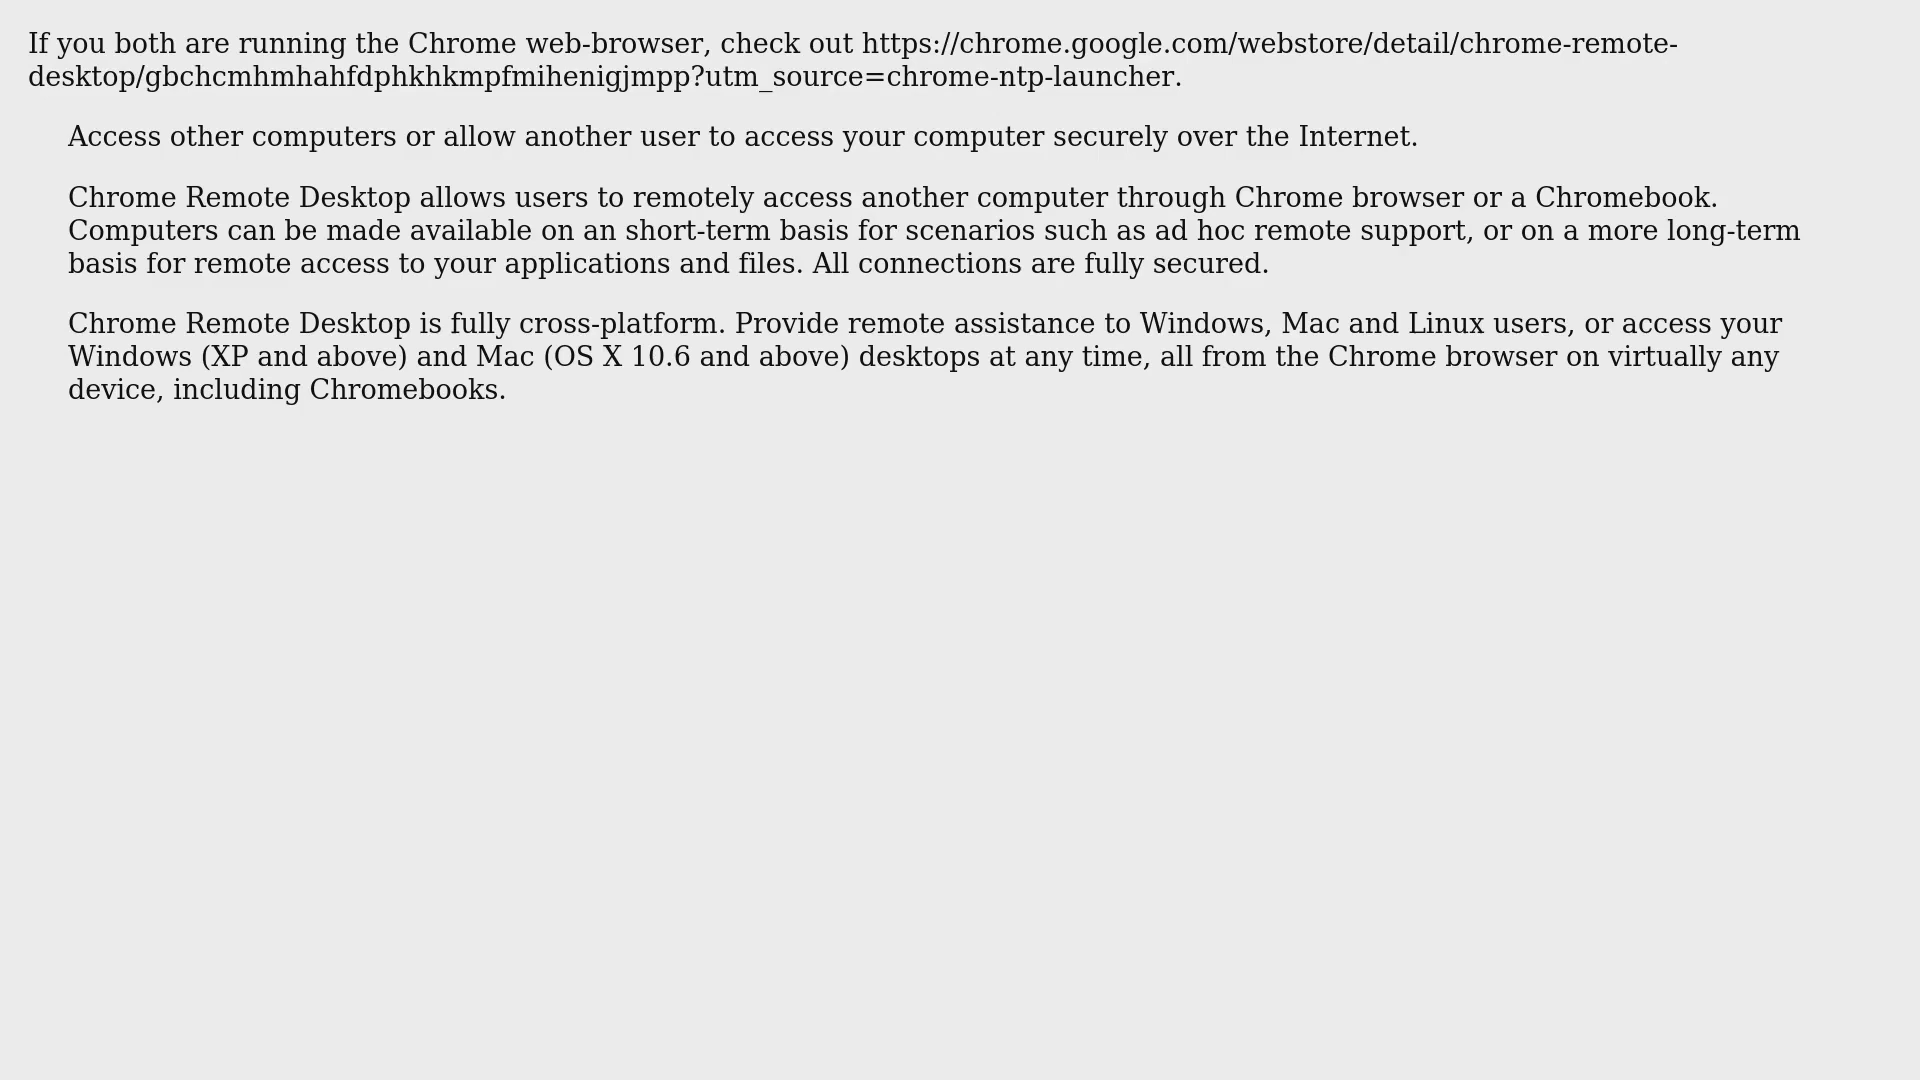 If you both are running the Chrome web-browser, check out https://chrome.google.com/webstore/detail/chrome-remote-
desktop/gbchcmhmhahfdphkhkmpfmihenigjmpp?utm_source=chrome-ntp-launcher.
Access other computers or allow another user to access your computer securely over the Internet.
Chrome Remote Desktop allows users to remotely access another computer through Chrome browser or a Chromebook.
Computers can be made available on an short-term basis for scenarios such as ad hoc remote support, or on a more long-term
basis for remote access to your applications and files. All connections are fully secured.
Chrome Remote Desktop is fully cross-platform. Provide remote assistance to Windows, Mac and Linux users, or access your
Windows (XP and above) and Mac (OS X 10.6 and above) desktops at any time, all from the Chrome browser on virtually any
device, including Chromebooks.